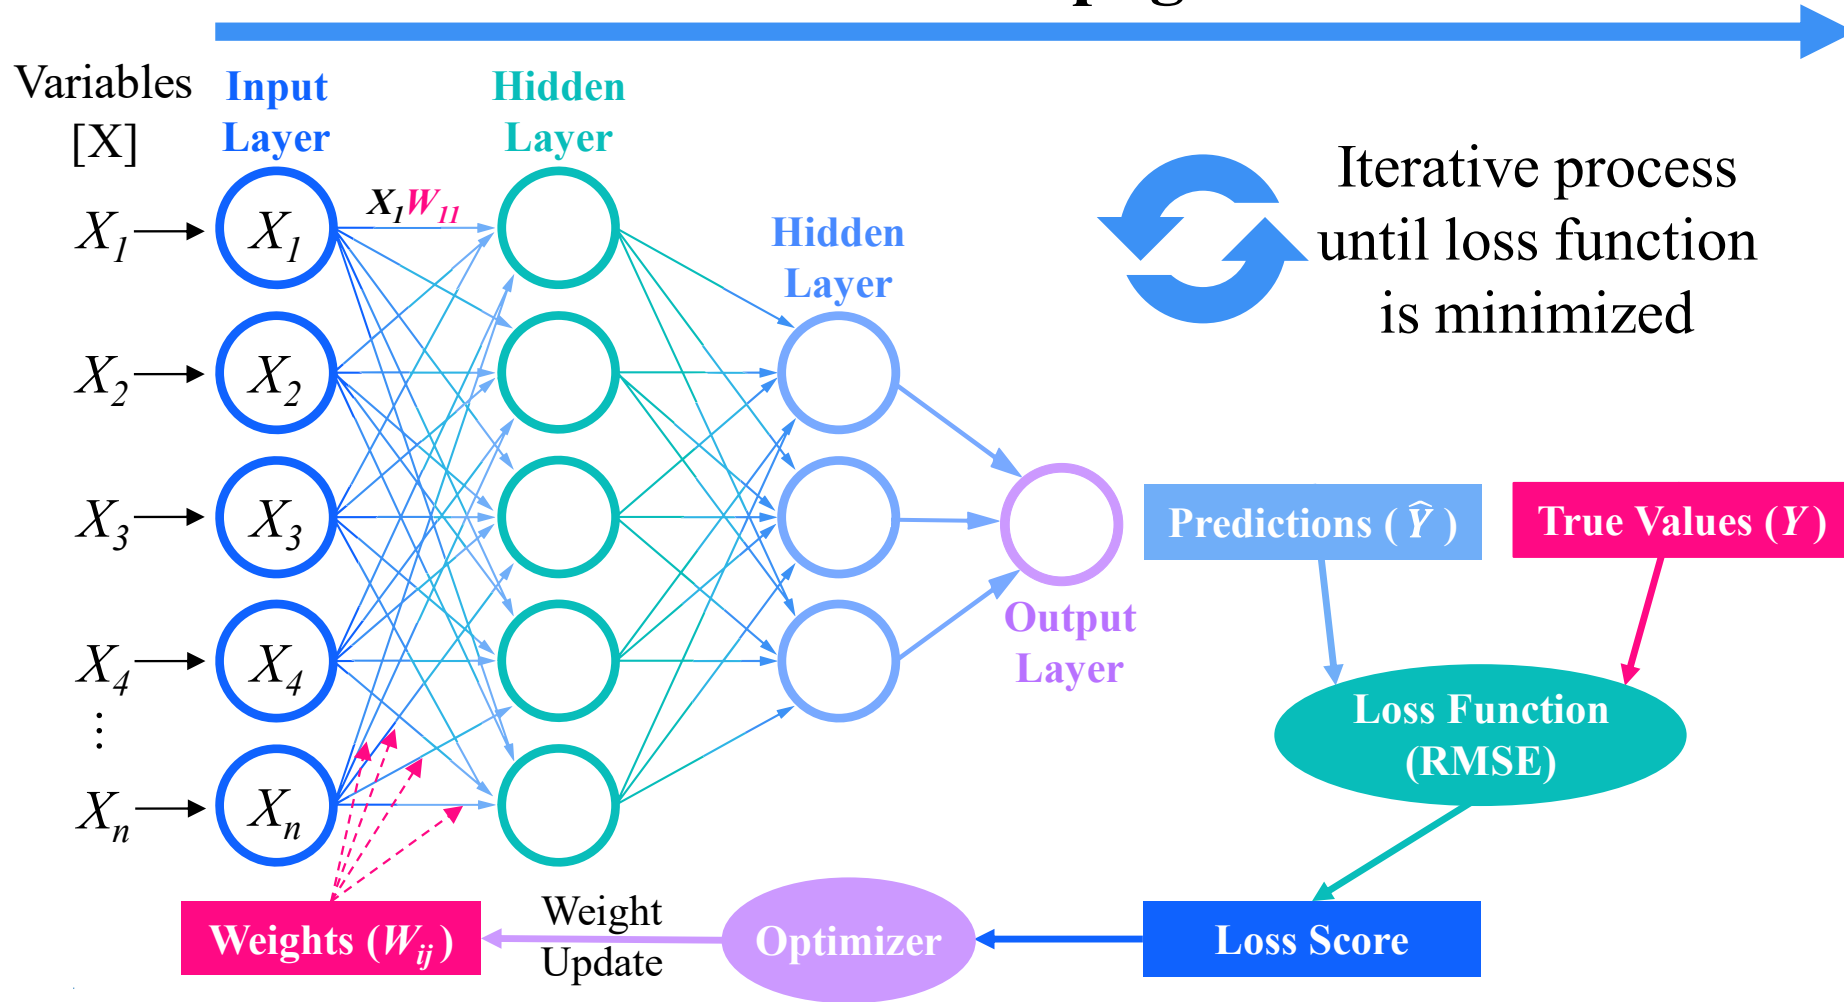 Variables
[X]
Input
Layer
Hidden
Layer
Hidden
Layer
Output
Layer
X₁
X₂
X₃
X₄
⋮
Xₙ
X₁
X₂
X₃
X₄
Xₙ
X₁W₁₁
Iterative process
until loss function
is minimized
Predictions (Ŷ)
True Values (Y)
Loss Function
(RMSE)
Loss Score
Optimizer
Weight
Update
Weights (Wᵢⱼ)